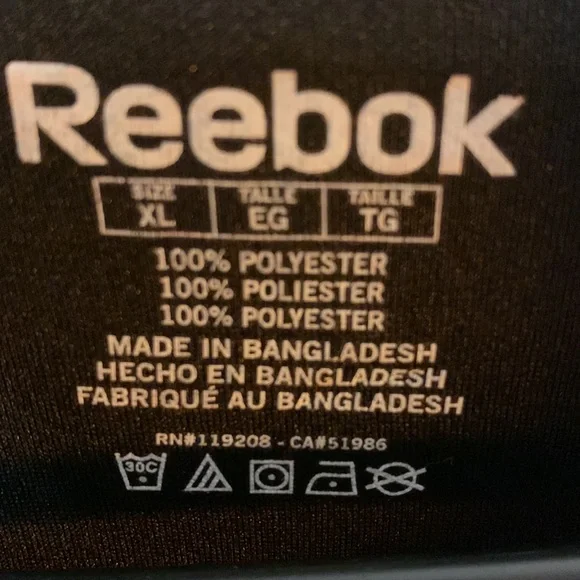 Reebok
SIZE TALLE TAILLE
XL EG TG
100% POLYESTER
100% POLIESTER
100% POLYESTER
MADE IN BANGLADESH
HECHO EN BANGLADESH
FABRIQUÉ AU BANGLADESH
RN#119208 - CA#51986
30C